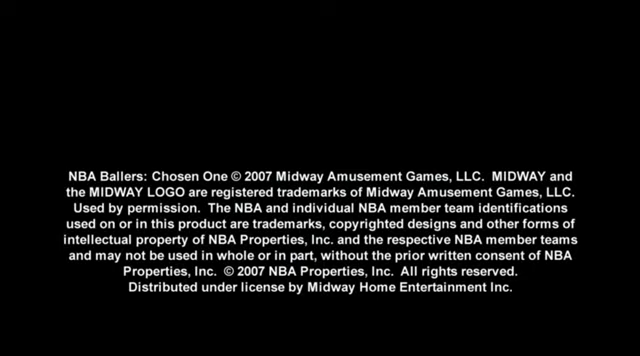 NBA Ballers: Chosen One © 2007 Midway Amusement Games, LLC.  MIDWAY and
the MIDWAY LOGO are registered trademarks of Midway Amusement Games, LLC.
Used by permission.  The NBA and individual NBA member team identifications
used on or in this product are trademarks, copyrighted designs and other forms of
intellectual property of NBA Properties, Inc. and the respective NBA member teams
and may not be used in whole or in part, without the prior written consent of NBA
Properties, Inc.  © 2007 NBA Properties, Inc.  All rights reserved.
Distributed under license by Midway Home Entertainment Inc.